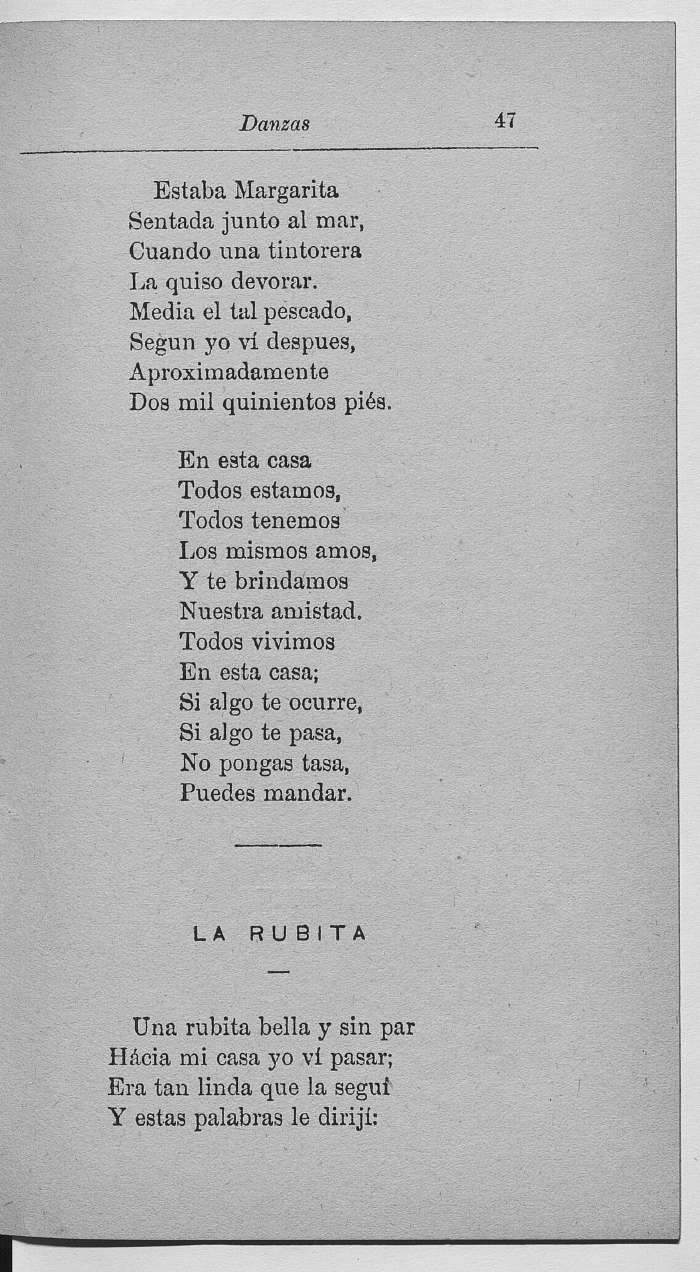 Danzas 47
Estaba Margarita
Sentada junto al mar,
Cuando una tintorera
La quiso devorar.
Media el tal pescado,
Segun yo ví despues,
Aproximadamente
Dos mil quinientos piés.
En esta casa
Todos estamos,
Todos tenemos
Los mismos amos,
Y te brindamos
Nuestra amistad.
Todos vivimos
En esta casa;
Si algo te ocurre,
Si algo te pasa,
No pongas tasa,
Puedes mandar.
LA RUBITA
Una rubita bella y sin par
Hácia mi casa yo ví pasar;
Era tan linda que la seguí
Y estas palabras le dirijí: